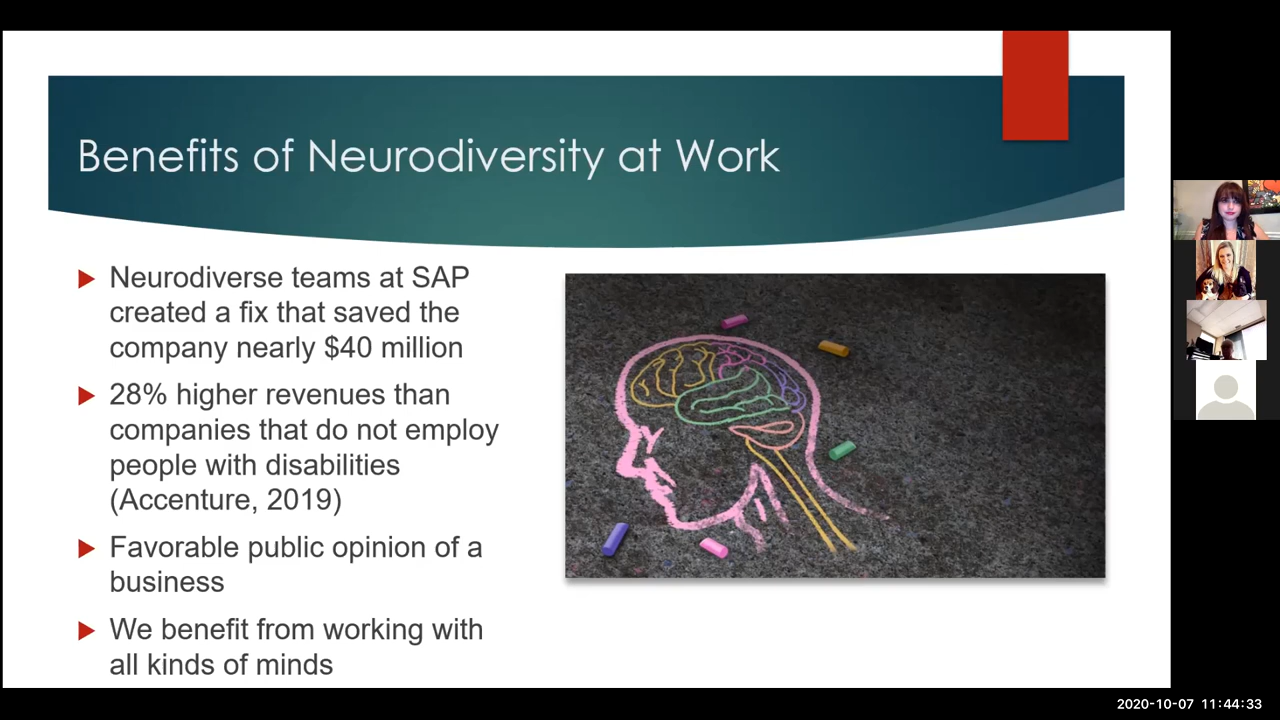 Benefits of Neurodiversity at Work
Neurodiverse teams at SAP
created a fix that saved the
company nearly $40 million
28% higher revenues than
companies that do not employ
people with disabilities
(Accenture, 2019)
Favorable public opinion of a
business
We benefit from working with
all kinds of minds
2020-10-07 11:44:33